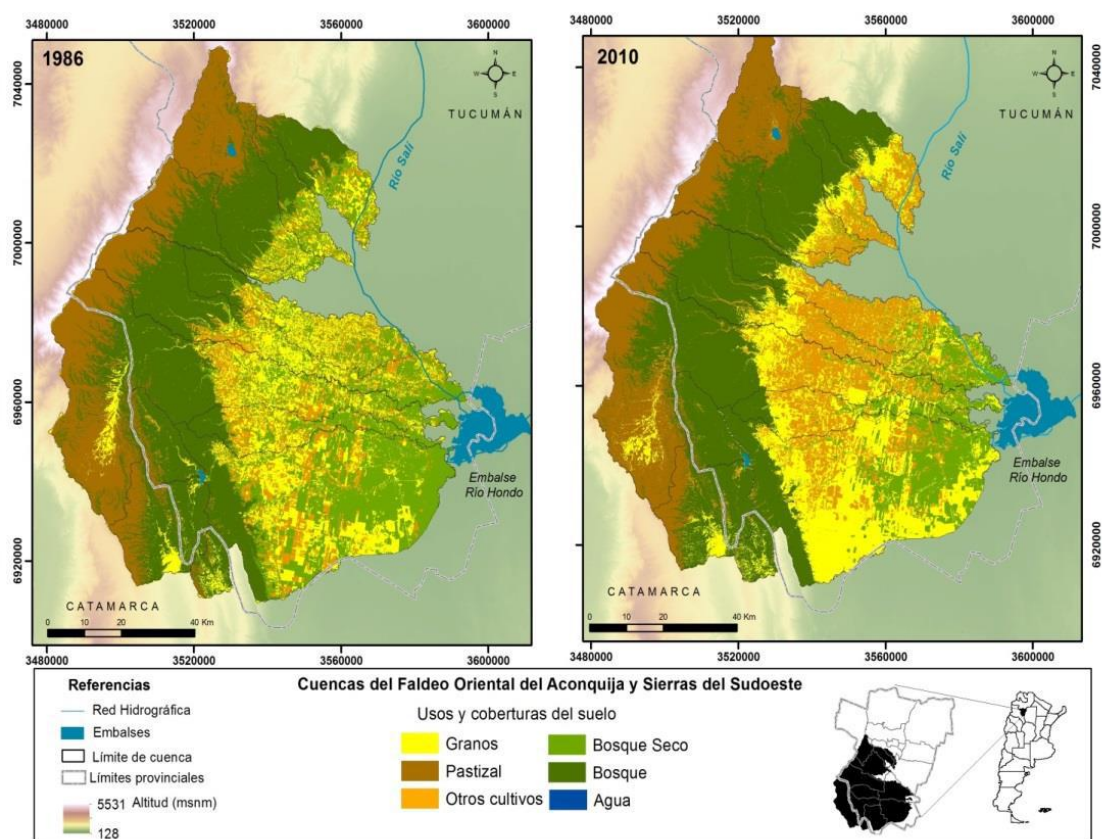 3480000 3520000 3560000 3600000
3480000 3520000 3560000 3600000
1986
2010
N
W E
S
N
W E
S
TUCUMÁN
TUCUMÁN
7040000
7040000
Río Salí
Río Salí
7000000
7000000
6960000
6960000
Embalse
Río Hondo
Embalse
Río Hondo
6920000
6920000
CATAMARCA
CATAMARCA
0 10 20 40 Km
0 10 20 40 Km
3480000 3520000 3560000 3600000
3480000 3520000 3560000 3600000
Referencias
Red Hidrográfica
Embalses
Límite de cuenca
Límites provinciales
5531 Altitud (msnm)
128
Cuencas del Faldeo Oriental del Aconquija y Sierras del Sudoeste
Usos y coberturas del suelo
Granos
Pastizal
Otros cultivos
Bosque Seco
Bosque
Agua